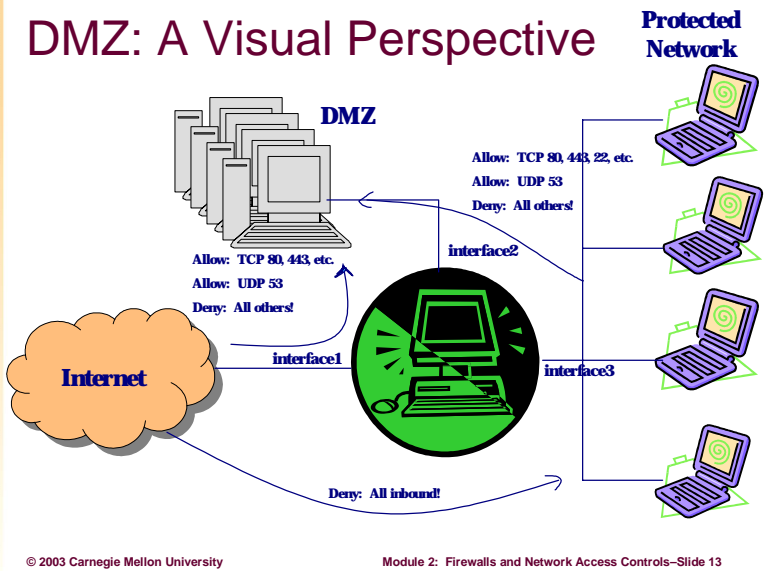 DMZ: A Visual Perspective
Protected
Network
DMZ
Allow: TCP 80, 443, 22, etc.
Allow: UDP 53
Deny: All others!
interface2
Allow: TCP 80, 443, etc.
Allow: UDP 53
Deny: All others!
interface1
Internet
interface3
Deny: All inbound!
© 2003 Carnegie Mellon University
Module 2: Firewalls and Network Access Controls–Slide 13